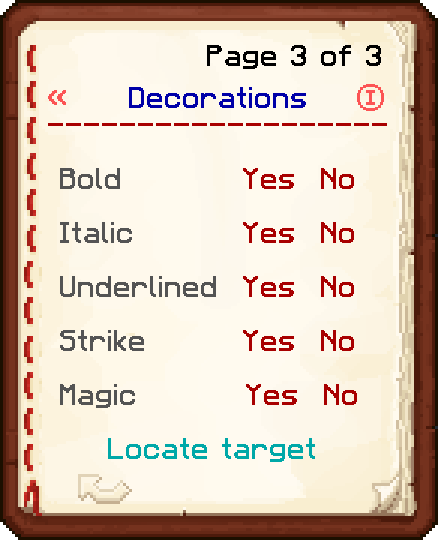 Page 3 of 3
« Decorations Ⓘ
Bold Yes No
Italic Yes No
Underlined Yes No
Strike Yes No
Magic Yes No
Locate target